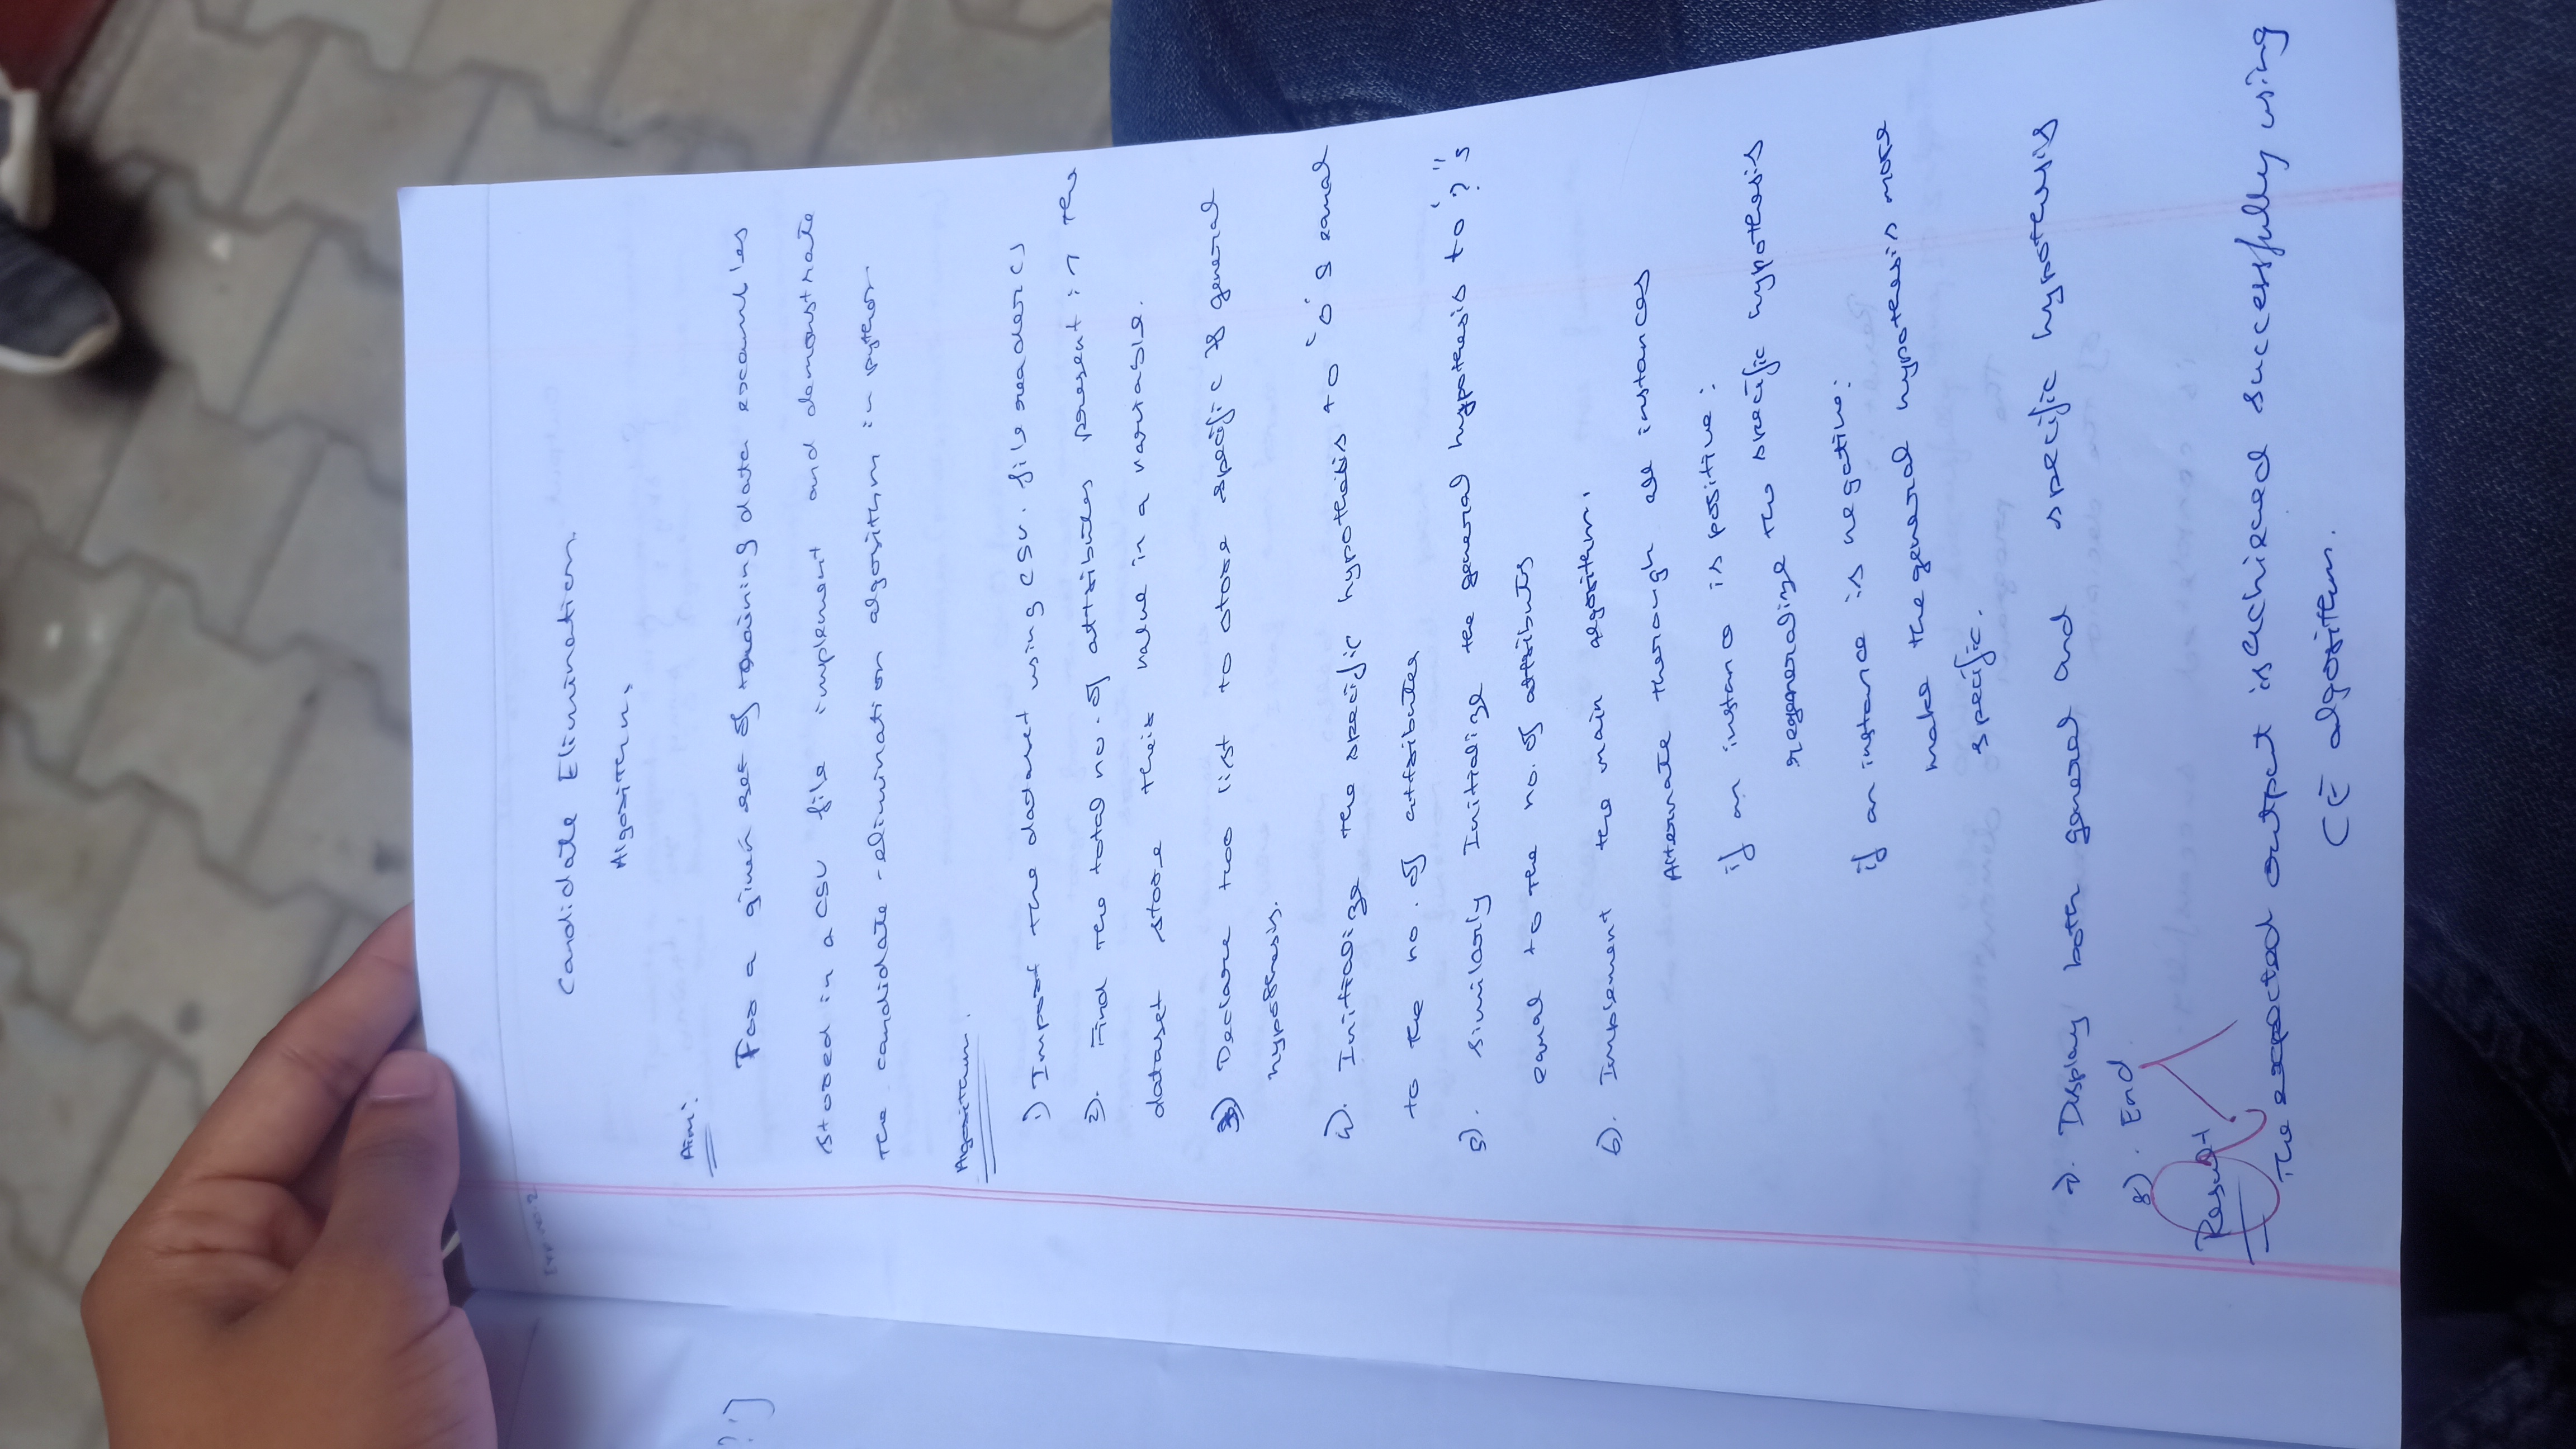 Exp.no:2
Candidate Elimination.
Algorithm.
Aim:
For a given set of training data examples
stored in a CSV file implement and demonstrate
the candidate-elimination algorithm in python
Algorithm.
1) Import the dataset using csv. file reader()
2). Find the total no. of attributes present in the
dataset store their value in a variable.
3) Declare two list to store specific & general
hypothesis.
4). Initialize the specific hypothesis to 'o's equal
to the no. of attributes
5). Similarly Initialize the general hypothesis to '?'s
equal to the no. of attributes
6). Implement the main algorithm.
Alternate through all instances
if an instance is positive:
regeneralize the specific hypothesis
if an instance is negative:
make the general hypothesis more
specific.
7). Display both general and specific hypothesis
8). End
Result
The expected output is achieved successfully using
CE algorithm.
?']